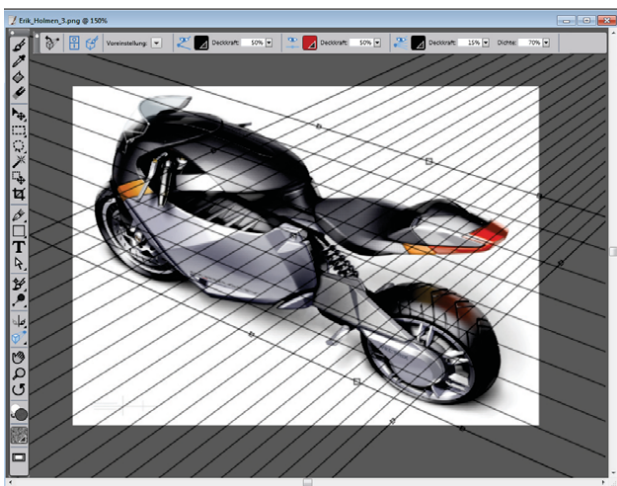 Erik_Holmen_3.png @ 150%
Voreinstellung: Deckkraft: 50% Deckkraft: 50% Deckkraft: 15% Dichte: 70%
T